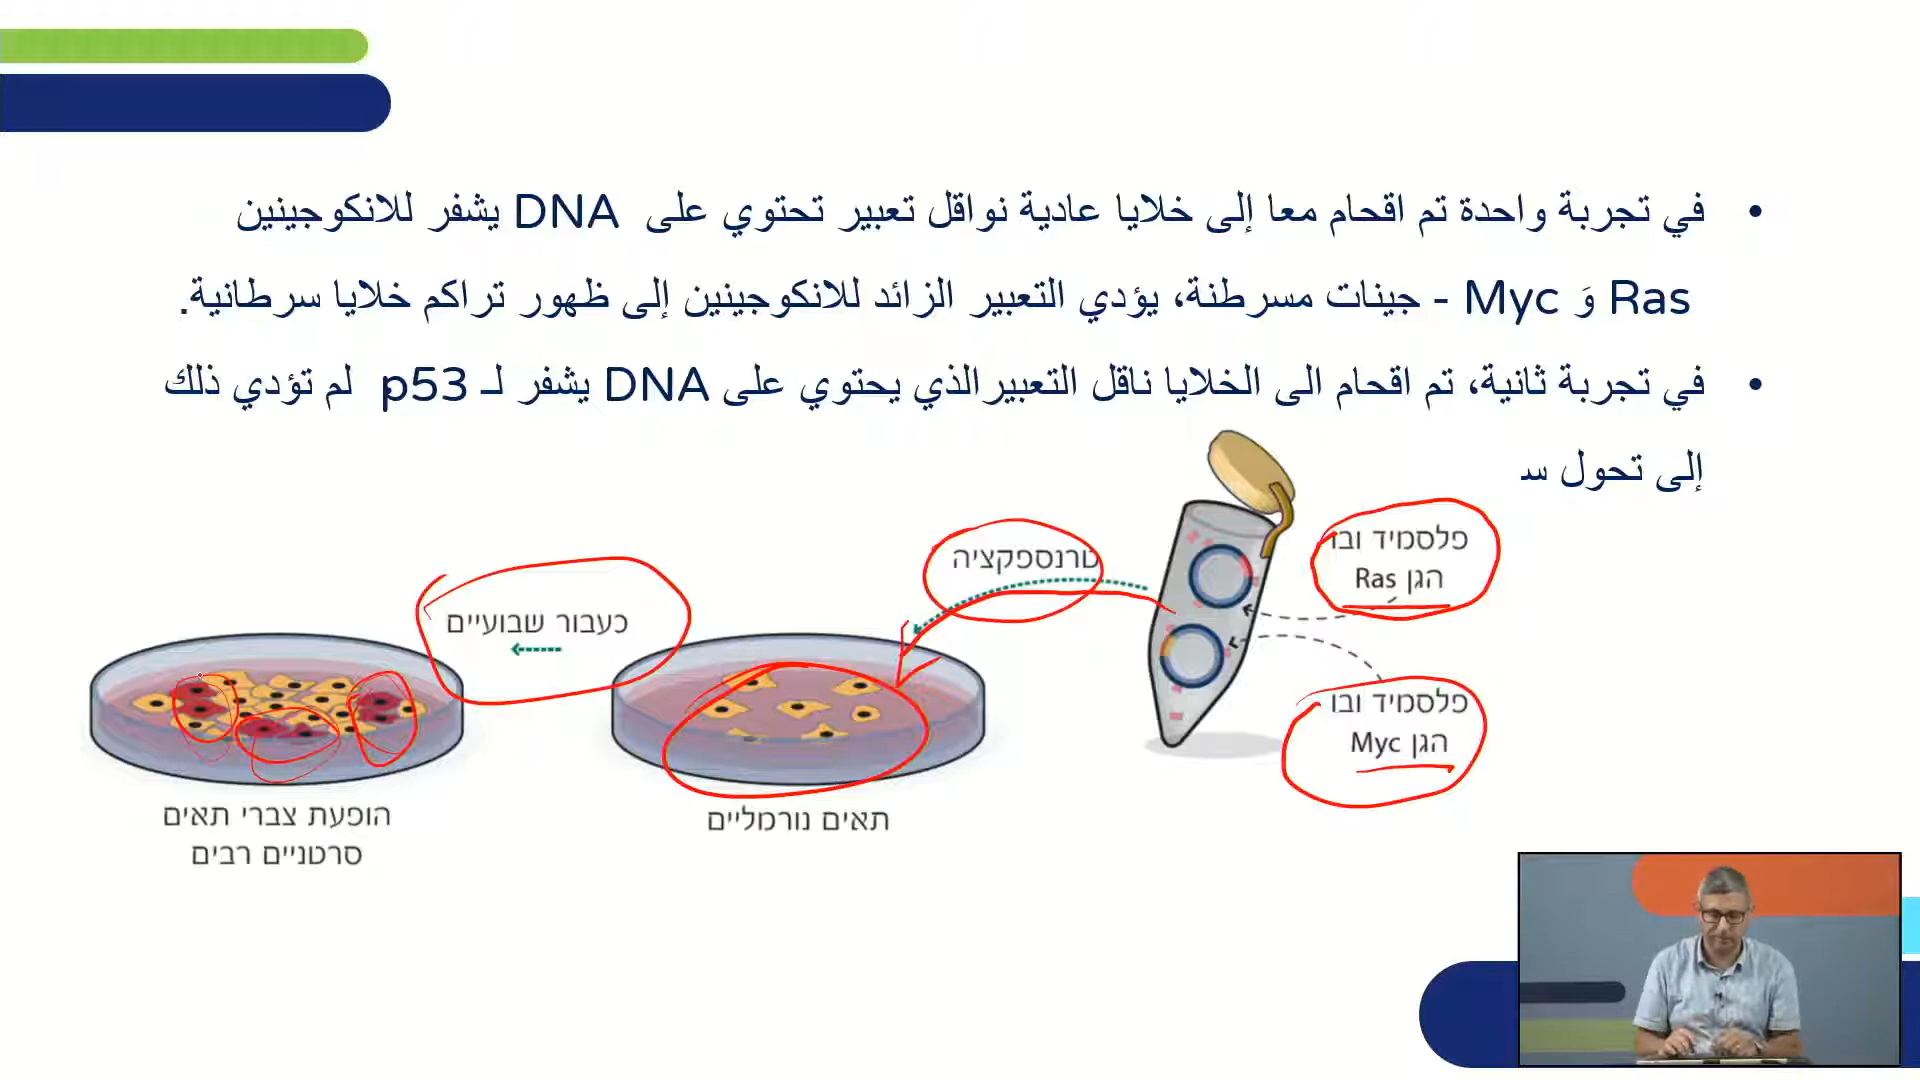 في تجربة واحدة تم اقحام معا إلى خلايا عادية نواقل تعبير تحتوي على DNA يشفر للانكوجينين
Ras وَ Myc - جينات مسرطنة، يؤدي التعبير الزائد للانكوجينين إلى ظهور تراكم خلايا سرطانية.
في تجربة ثانية، تم اقحام الى الخلايا ناقل التعبيرالذي يحتوي على DNA يشفر لـ p53 لم تؤدي ذلك
إلى تحول سـ
פלסמיד ובו
הגן Ras
טרנספקציה
כעבור שבועיים
פלסמיד ובו
הגן Myc
תאים נורמליים
הופעת צברי תאים
סרטניים רבים